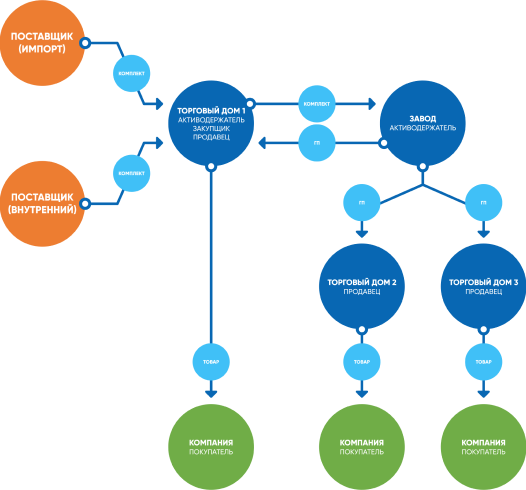 ПОСТАВЩИК
(ИМПОРТ)
КОМПЛЕКТ
ТОРГОВЫЙ ДОМ 1
АКТИВОДЕРЖАТЕЛЬ
ЗАКУПЩИК
ПРОДАВЕЦ
КОМПЛЕКТ
ЗАВОД
АКТИВОДЕРЖАТЕЛЬ
ГП
КОМПЛЕКТ
ПОСТАВЩИК
(ВНУТРЕННИЙ)
ГП
ГП
ТОРГОВЫЙ ДОМ 2
ПРОДАВЕЦ
ТОРГОВЫЙ ДОМ 3
ПРОДАВЕЦ
ТОВАР
ТОВАР
ТОВАР
КОМПАНИЯ
ПОКУПАТЕЛЬ
КОМПАНИЯ
ПОКУПАТЕЛЬ
КОМПАНИЯ
ПОКУПАТЕЛЬ